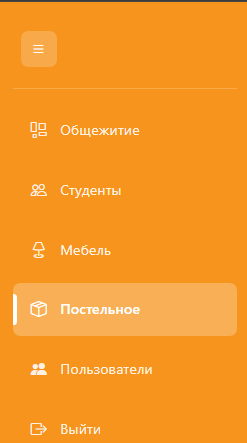 Общежитие
Студенты
Мебель
Постельное
Пользователи
Выйти